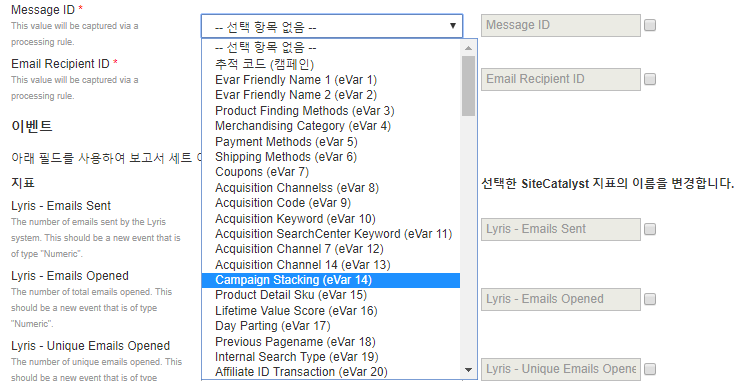 Message ID *
This value will be captured via a
processing rule.
-- 선택 항목 없음 --
Message ID
-- 선택 항목 없음 --
추적 코드 (캠페인)
Evar Friendly Name 1 (eVar 1)
Evar Friendly Name 2 (eVar 2)
Product Finding Methods (eVar 3)
Merchandising Category (eVar 4)
Payment Methods (eVar 5)
Shipping Methods (eVar 6)
Coupons (eVar 7)
Acquisition Channelss (eVar 8)
Acquisition Code (eVar 9)
Acquisition Keyword (eVar 10)
Acquisition SearchCenter Keyword (eVar 11)
Acquisition Channel 7 (eVar 12)
Acquisition Channel 14 (eVar 13)
Campaign Stacking (eVar 14)
Product Detail Sku (eVar 15)
Lifetime Value Score (eVar 16)
Day Parting (eVar 17)
Previous Pagename (eVar 18)
Internal Search Type (eVar 19)
Affiliate ID Transaction (eVar 20)
Email Recipient ID *
This value will be captured via a
processing rule.
Email Recipient ID
이벤트
아래 필드를 사용하여 보고서 세트
지표
선택한 SiteCatalyst 지표의 이름을 변경합니다.
Lyris - Emails Sent
The number of emails sent by the Lyris
system. This should be a new event that is
of type "Numeric".
Lyris - Emails Sent
Lyris - Emails Opened
The number of total emails opened. This
should be a new event that is of type
"Numeric".
Lyris - Emails Opened
Lyris - Unique Emails Opened
The number of unique emails opened. This
should be a new event that is of type
Lyris - Unique Emails Opene